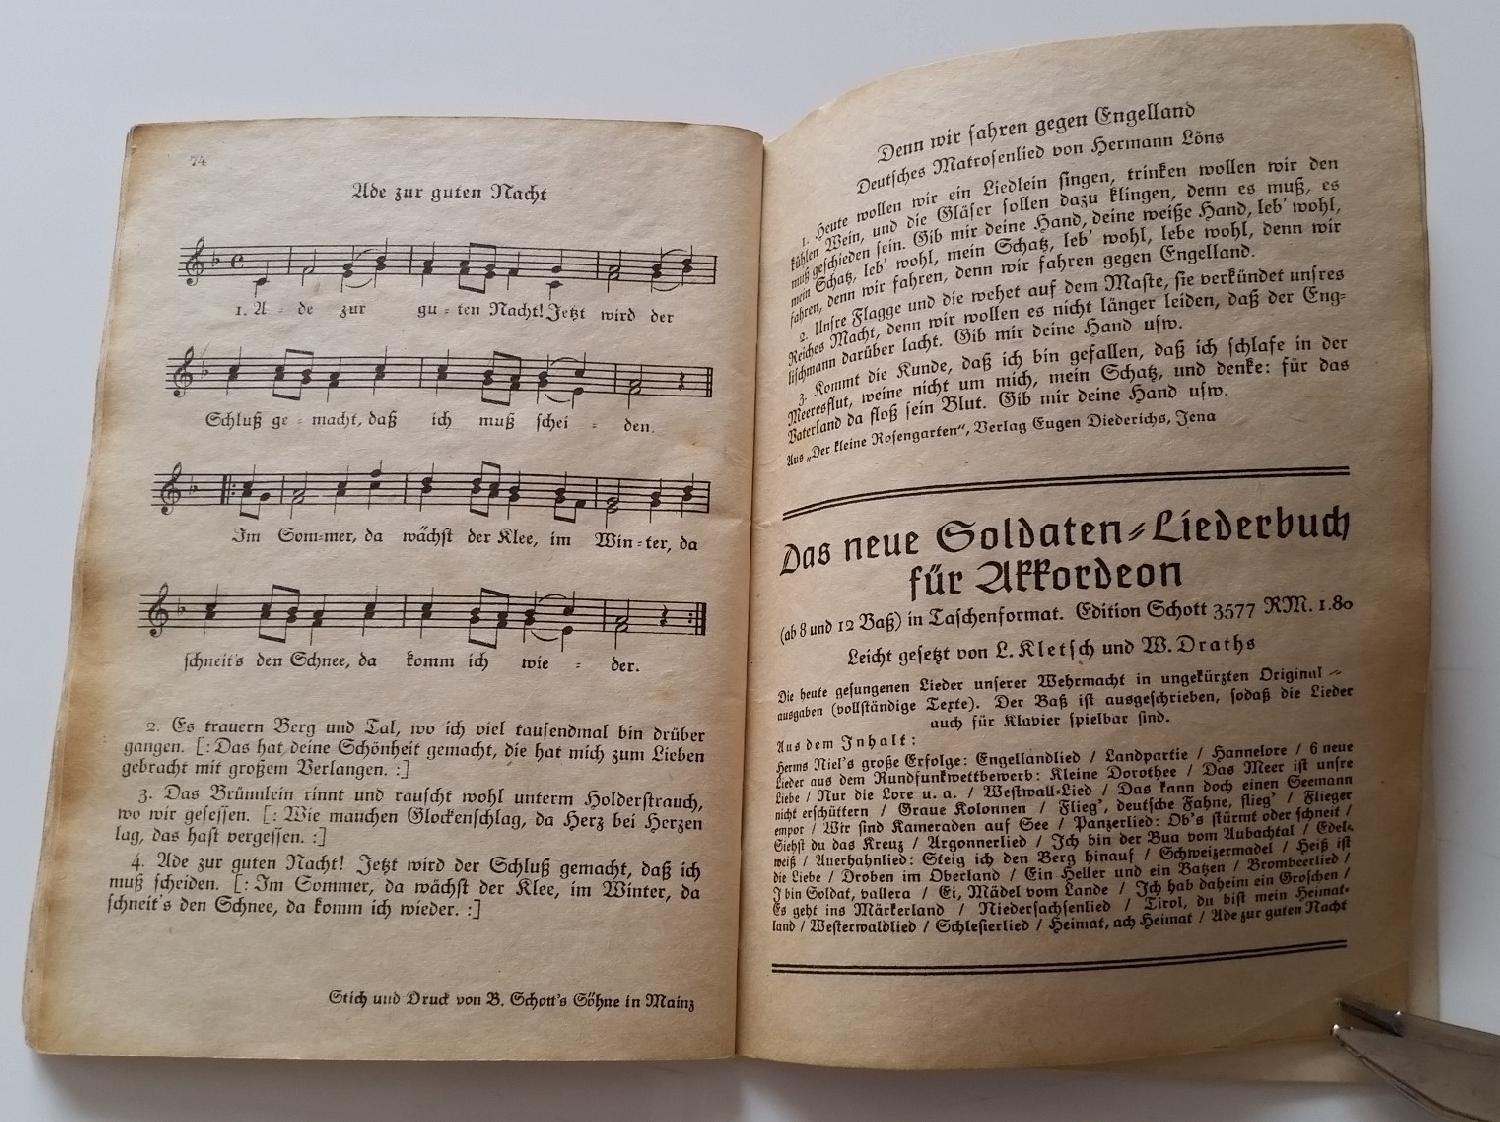 74
Ade zur guten Nacht
1. A - de zur gu - ten Nacht! Jetzt wird der
Schluß ge - macht, daß ich muß schei - den.
Im Som-mer, da wächst der Klee, im Win-ter, da
schneit's den Schnee, da komm ich wie - der.
2. Es trauern Berg und Tal, wo ich viel tausendmal bin drüber
gangen. [: Das hat deine Schönheit gemacht, die hat mich zum Lieben
gebracht mit großem Verlangen. :]
3. Das Brünnlein rinnt und rauscht wohl unterm Holderstrauch,
wo wir gesessen. [: Wie manchen Glockenschlag, da Herz bei Herzen
lag, das hast vergessen. :]
4. Ade zur guten Nacht! Jetzt wird der Schluß gemacht, daß ich
muß scheiden. [: Im Sommer, da wächst der Klee, im Winter, da
schneit's den Schnee, da komm ich wieder. :]
Stich und Druck von B. Schott's Söhne in Mainz
Denn wir fahren gegen Engelland
Deutsches Matrosenlied von Hermann Löns
1. Heute wollen wir ein Liedlein singen, trinken wollen wir den
kühlen Wein, und die Gläser sollen dazu klingen, denn es muß, es
muß geschieden sein. Gib mir deine Hand, deine weiße Hand, leb' wohl,
mein Schatz, leb' wohl, mein Schatz, leb' wohl, lebe wohl, denn wir
fahren, denn wir fahren, denn wir fahren gegen Engelland.
2. Unsre Flagge und die wehet auf dem Maste, sie verkündet unsres
Reiches Macht, denn wir wollen es nicht länger leiden, daß der Eng-
lischmann darüber lacht. Gib mir deine Hand usw.
3. Kommt die Kunde, daß ich bin gefallen, daß ich schlafe in der
Meeresflut, weine nicht um mich, mein Schatz, und denke: für das
Vaterland da floß sein Blut. Gib mir deine Hand usw.
Aus „Der kleine Rosengarten“, Verlag Eugen Diederichs, Jena
Das neue Soldaten-Liederbuch
für Akkordeon
(ab 8 und 12 Baß) in Taschenformat. Edition Schott 3577 RM. 1.80
Leicht gesetzt von L. Kletsch und W. Draths
Die heute gesungenen Lieder unserer Wehrmacht in ungekürzten Original-
ausgaben (vollständige Texte). Der Baß ist ausgeschrieben, sodaß die Lieder
auch für Klavier spielbar sind.
Aus dem Inhalt:
Herms Niel's große Erfolge: Engellandlied / Landpartie / Hannelore / 6 neue
Lieder aus dem Rundfunkwettbewerb: Kleine Dorothee / Das Meer ist unsre
Liebe / Nur die Lore u. a. / Westwall-Lied / Das kann doch einen Seemann
nicht erschüttern / Graue Kolonnen / Flieg', deutsche Fahne, flieg' / Flieger
empor / Wir sind Kameraden auf See / Panzerlied: Ob's stürmt oder schneit /
Siehst du das Kreuz / Argonnerlied / Ich bin der Bua vom Aubachtal / Edel-
weiß / Auerhahnlied: Steig ich den Berg hinauf / Schweizermadel / Heiß ist
die Liebe / Droben im Oberland / Ein Heller und ein Batzen / Brombeerlied /
I bin Soldat, vallera / Ei, Mädel vom Lande / Ich hab daheim ein Groschen /
Es geht ins Märkerland / Niedersachsenlied / Tirol, du bist mein Heimat-
land / Westerwaldlied / Schlesierlied / Heimat, ach Heimat / Ade zur guten Nacht